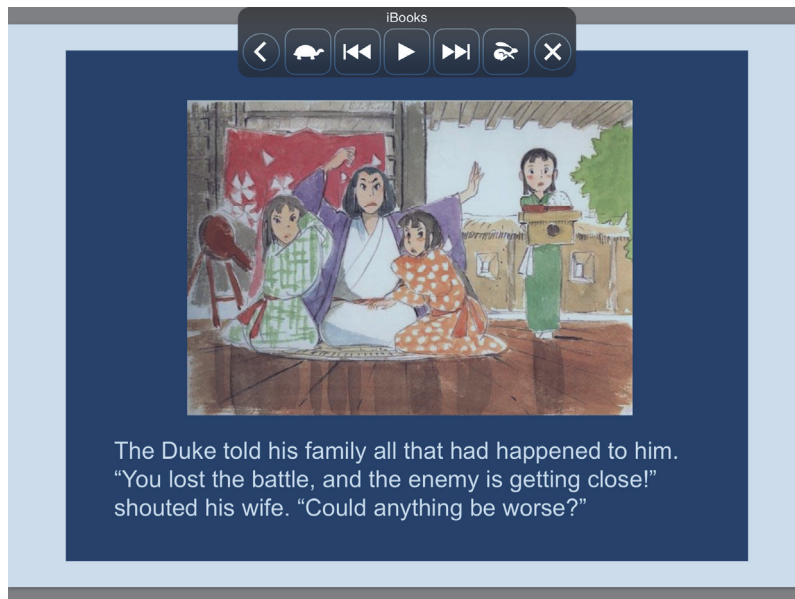 iBooks
The Duke told his family all that had happened to him.
“You lost the battle, and the enemy is getting close!”
shouted his wife. “Could anything be worse?”